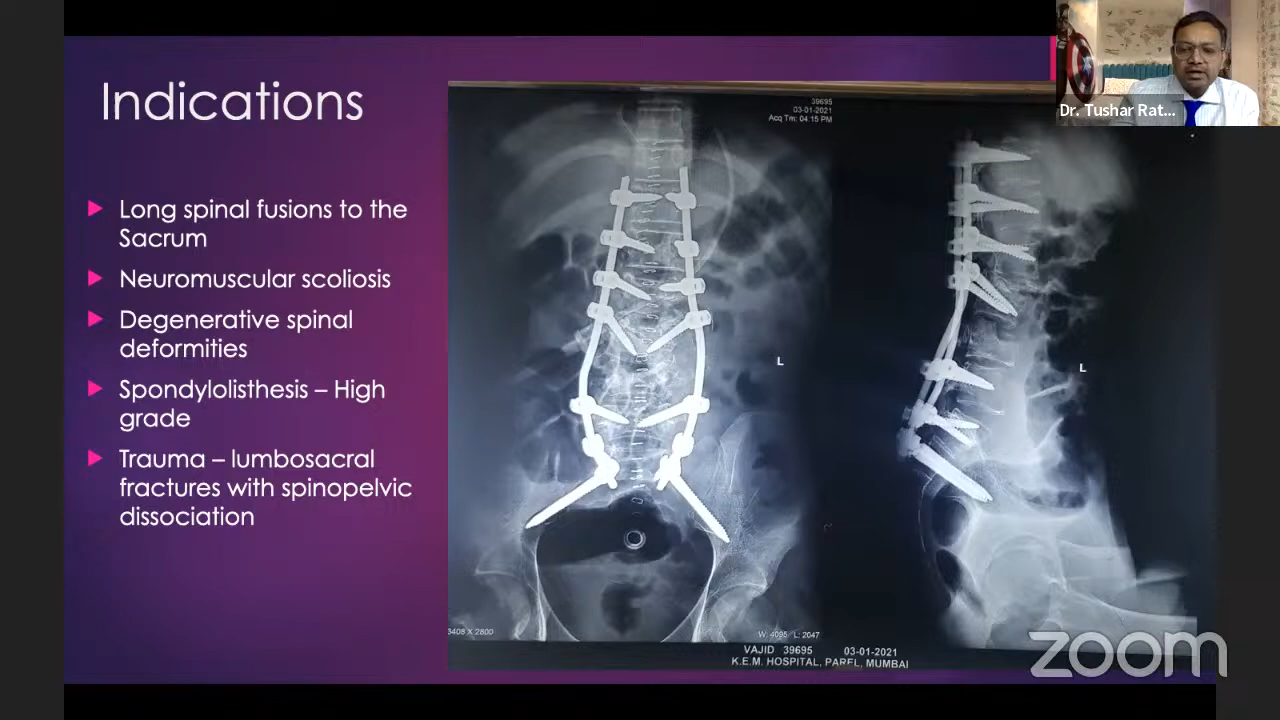 Indications
Long spinal fusions to the
Sacrum
Neuromuscular scoliosis
Degenerative spinal
deformities
Spondylolisthesis – High
grade
Trauma – lumbosacral
fractures with spinopelvic
dissociation
39695
03-01-2021
Acq Tm: 04:15 PM
L
L
3408 X 2800
W: 4095 L: 2047
VAJID 39695 03-01-2021
K.E.M. HOSPITAL, PAREL, MUMBAI
Dr. Tushar Rat...
zoom